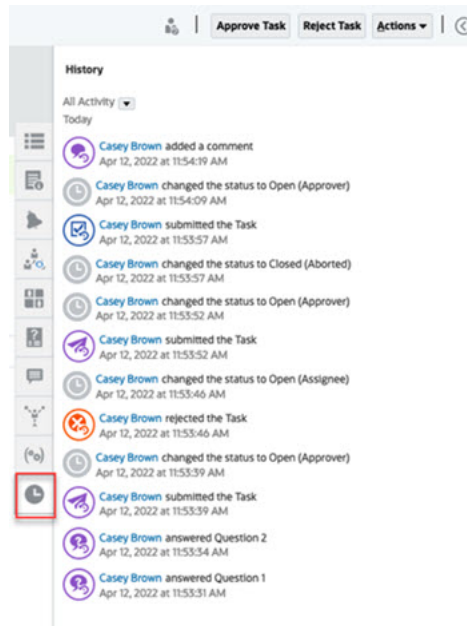 Approve Task Reject Task Actions
History
All Activity
Today
Casey Brown added a comment
Apr 12, 2022 at 11:54:19 AM
Casey Brown changed the status to Open (Approver)
Apr 12, 2022 at 11:54:09 AM
Casey Brown submitted the Task
Apr 12, 2022 at 11:53:57 AM
Casey Brown changed the status to Closed (Aborted)
Apr 12, 2022 at 11:53:57 AM
Casey Brown changed the status to Open (Approver)
Apr 12, 2022 at 11:53:52 AM
Casey Brown submitted the Task
Apr 12, 2022 at 11:53:52 AM
Casey Brown changed the status to Open (Assignee)
Apr 12, 2022 at 11:53:46 AM
Casey Brown rejected the Task
Apr 12, 2022 at 11:53:46 AM
Casey Brown changed the status to Open (Approver)
Apr 12, 2022 at 11:53:39 AM
Casey Brown submitted the Task
Apr 12, 2022 at 11:53:39 AM
Casey Brown answered Question 2
Apr 12, 2022 at 11:53:34 AM
Casey Brown answered Question 1
Apr 12, 2022 at 11:53:31 AM